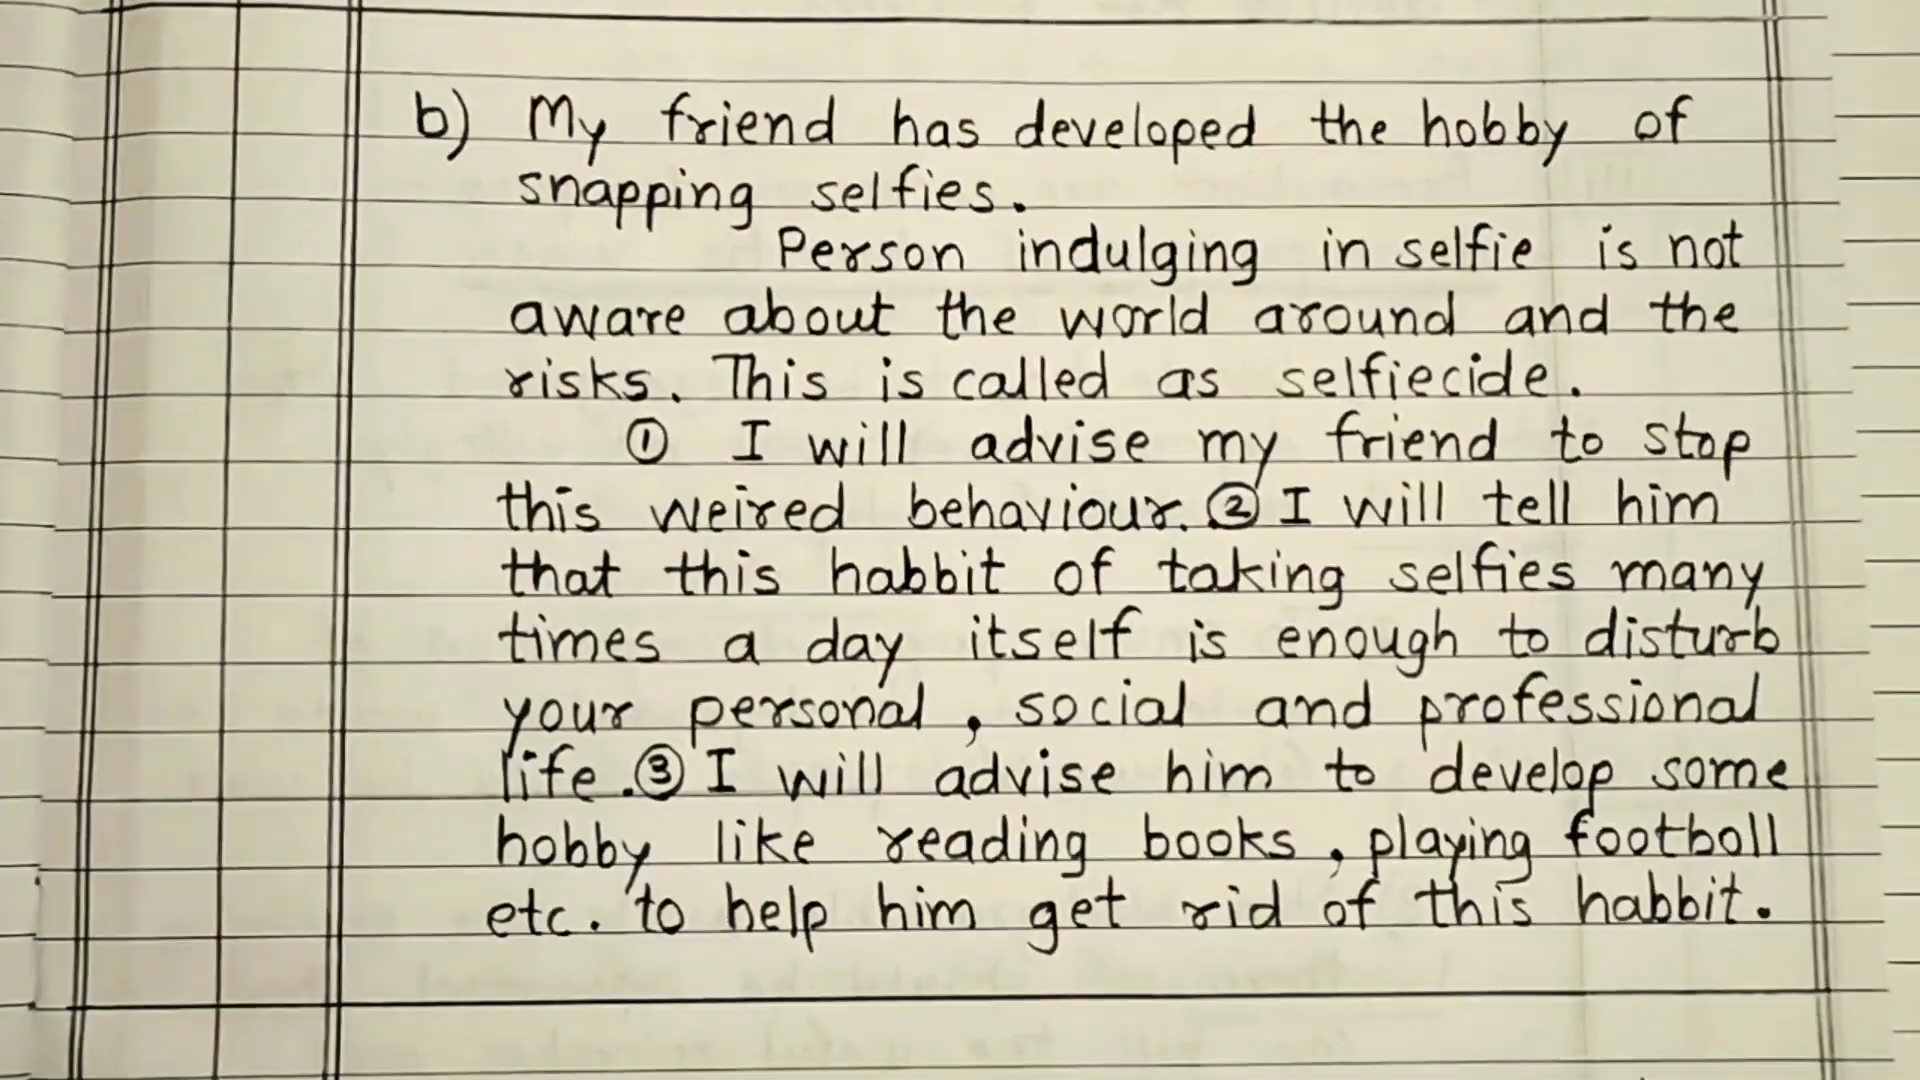 b) My friend has developed the hobby of
snapping selfies.
Person indulging in selfie is not
aware about the world around and the
risks. This is called as selfiecide.
① I will advise my friend to stop
this weired behaviour. ② I will tell him
that this habbit of taking selfies many
times a day itself is enough to disturb
your personal, social and professional
life. ③ I will advise him to develop some
hobby like reading books, playing football
etc. to help him get rid of this habbit.